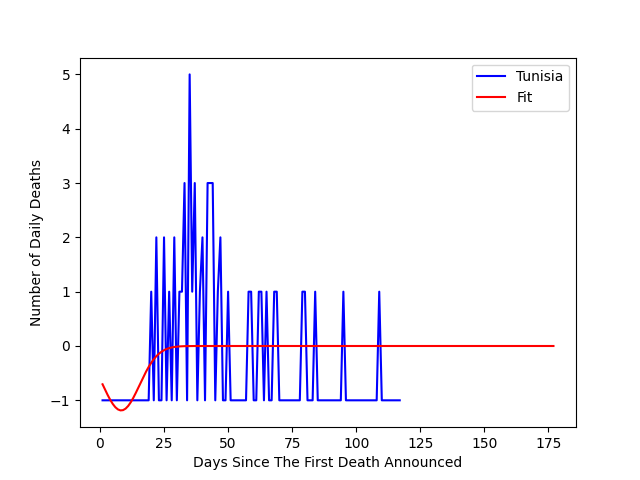 Tunisia
Fit
5
4
3
2
1
0
−1
Number of Daily Deaths
0 25 50 75 100 125 150 175
Days Since The First Death Announced